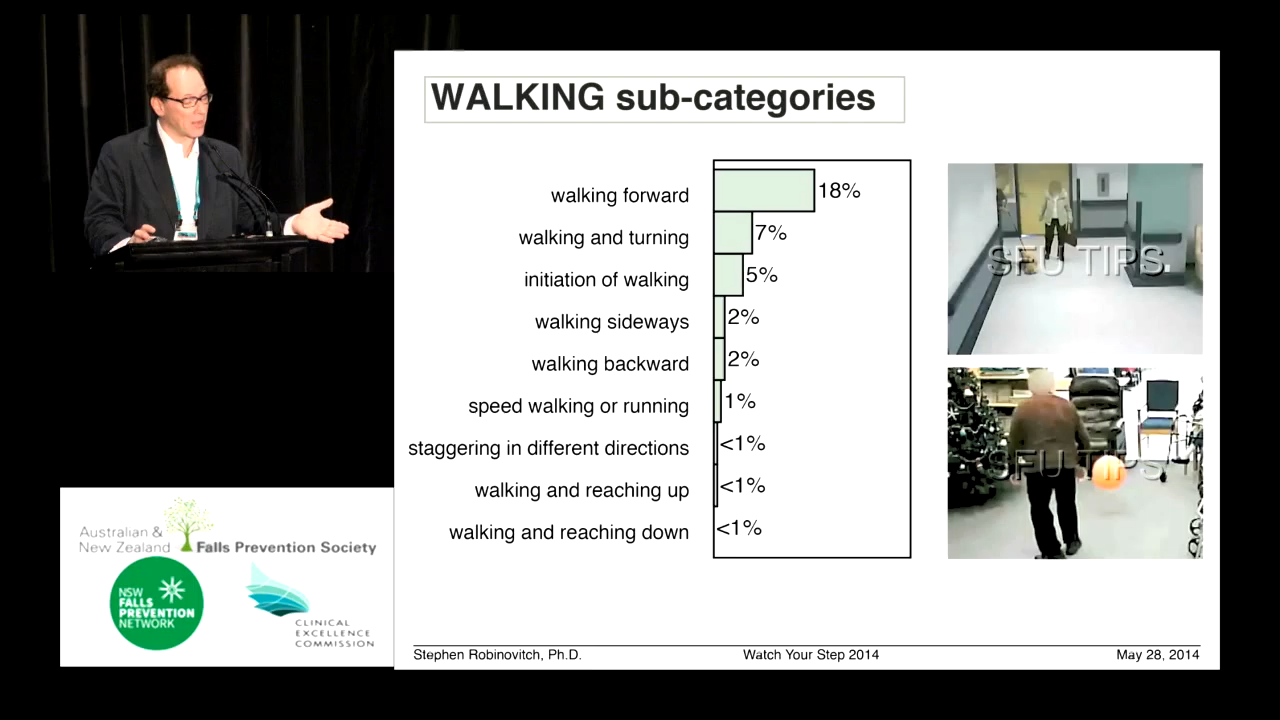 WALKING sub-categories
walking forward 18%
walking and turning 7%
initiation of walking 5%
walking sideways 2%
walking backward 2%
speed walking or running 1%
staggering in different directions <1%
walking and reaching up <1%
walking and reaching down <1%
SFU TIPS
SFU TIPS
Australian &
New Zealand Falls Prevention Society
NSW
FALLS
PREVENTION
NETWORK
CLINICAL
EXCELLENCE
COMMISSION
Stephen Robinovitch, Ph.D. Watch Your Step 2014 May 28, 2014